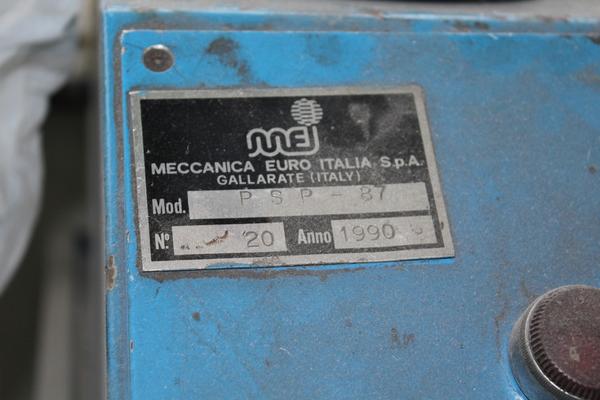 MEI
MECCANICA EURO ITALIA S.p.A.
GALLARATE (ITALY)
Mod. PSP-87
N° 20 Anno 1990